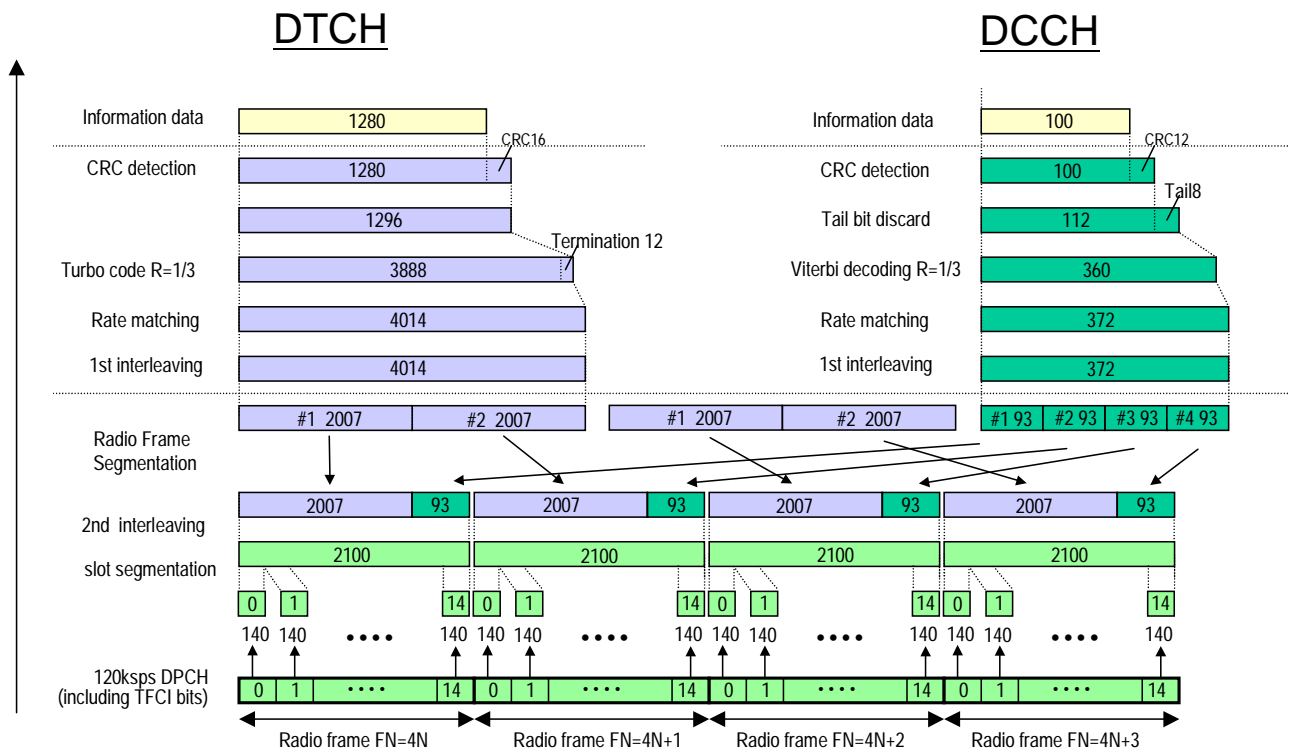 DTCH DCCH
Information data 1280 Information data 100
CRC16 CRC12
CRC detection 1280 CRC detection 100
Tail8
1296 Tail bit discard 112
Termination 12
Turbo code R=1/3 3888 Viterbi decoding R=1/3 360
Rate matching 4014 Rate matching 372
1st interleaving 4014 1st interleaving 372
#1 2007 #2 2007 #1 2007 #2 2007 #1 93 #2 93 #3 93 #4 93
Radio Frame
Segmentation
2007 93 2007 93 2007 93 2007 93
2nd interleaving
2100 2100 2100 2100
slot segmentation
0 1 14 0 1 14 0 1 14 0 1 14
140 140 •••• 140 140 140 •••• 140 140 140 •••• 140 140 140 •••• 140
120ksps DPCH
(including TFCI bits)
0 1 •••• 14 0 1 •••• 14 0 1 •••• 14 0 1 •••• 14
Radio frame FN=4N Radio frame FN=4N+1 Radio frame FN=4N+2 Radio frame FN=4N+3